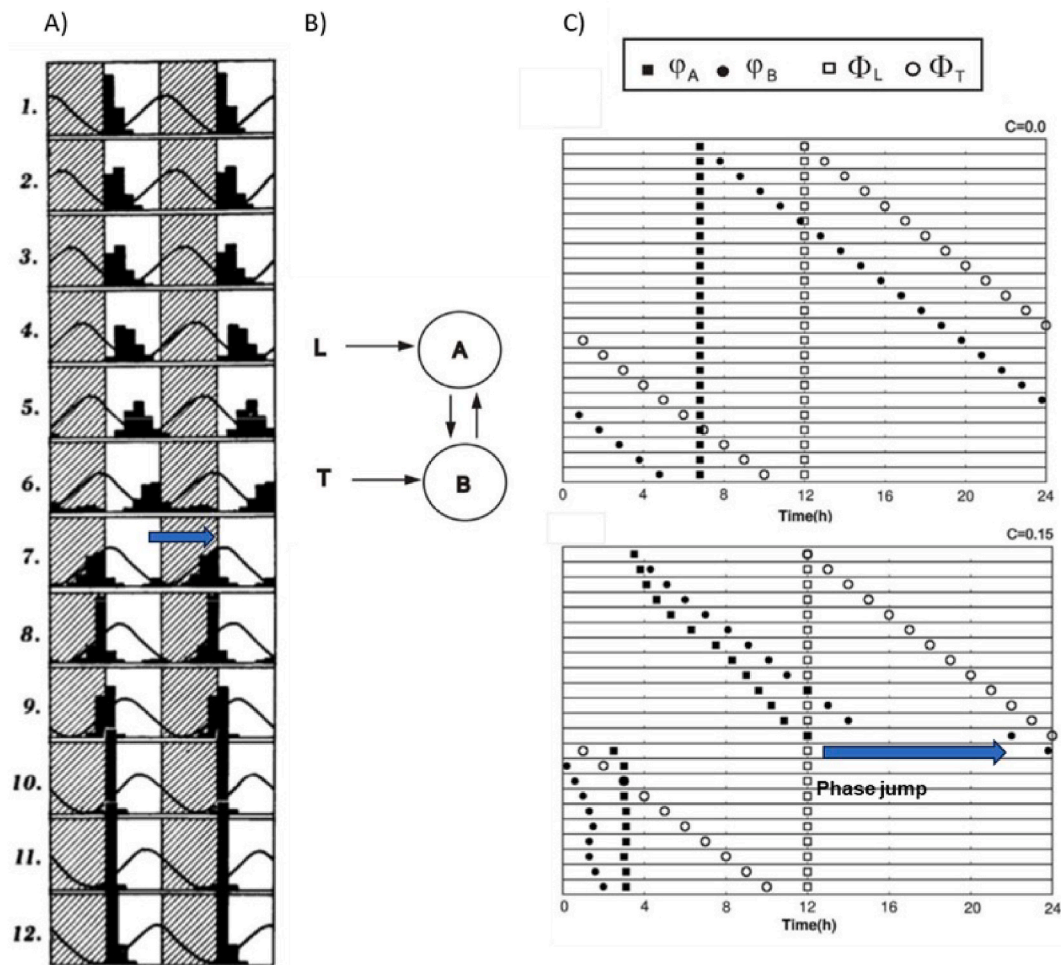 A)
B)
C)
1.
2.
3.
4.
5.
6.
7.
8.
9.
10.
11.
12.
L
A
T
B
■ φA ● φB □ ΦL ○ ΦT
C=0.0
0 4 8 12 16 20 24
Time(h)
C=0.15
Phase jump
0 4 8 12 16 20 24
Time(h)